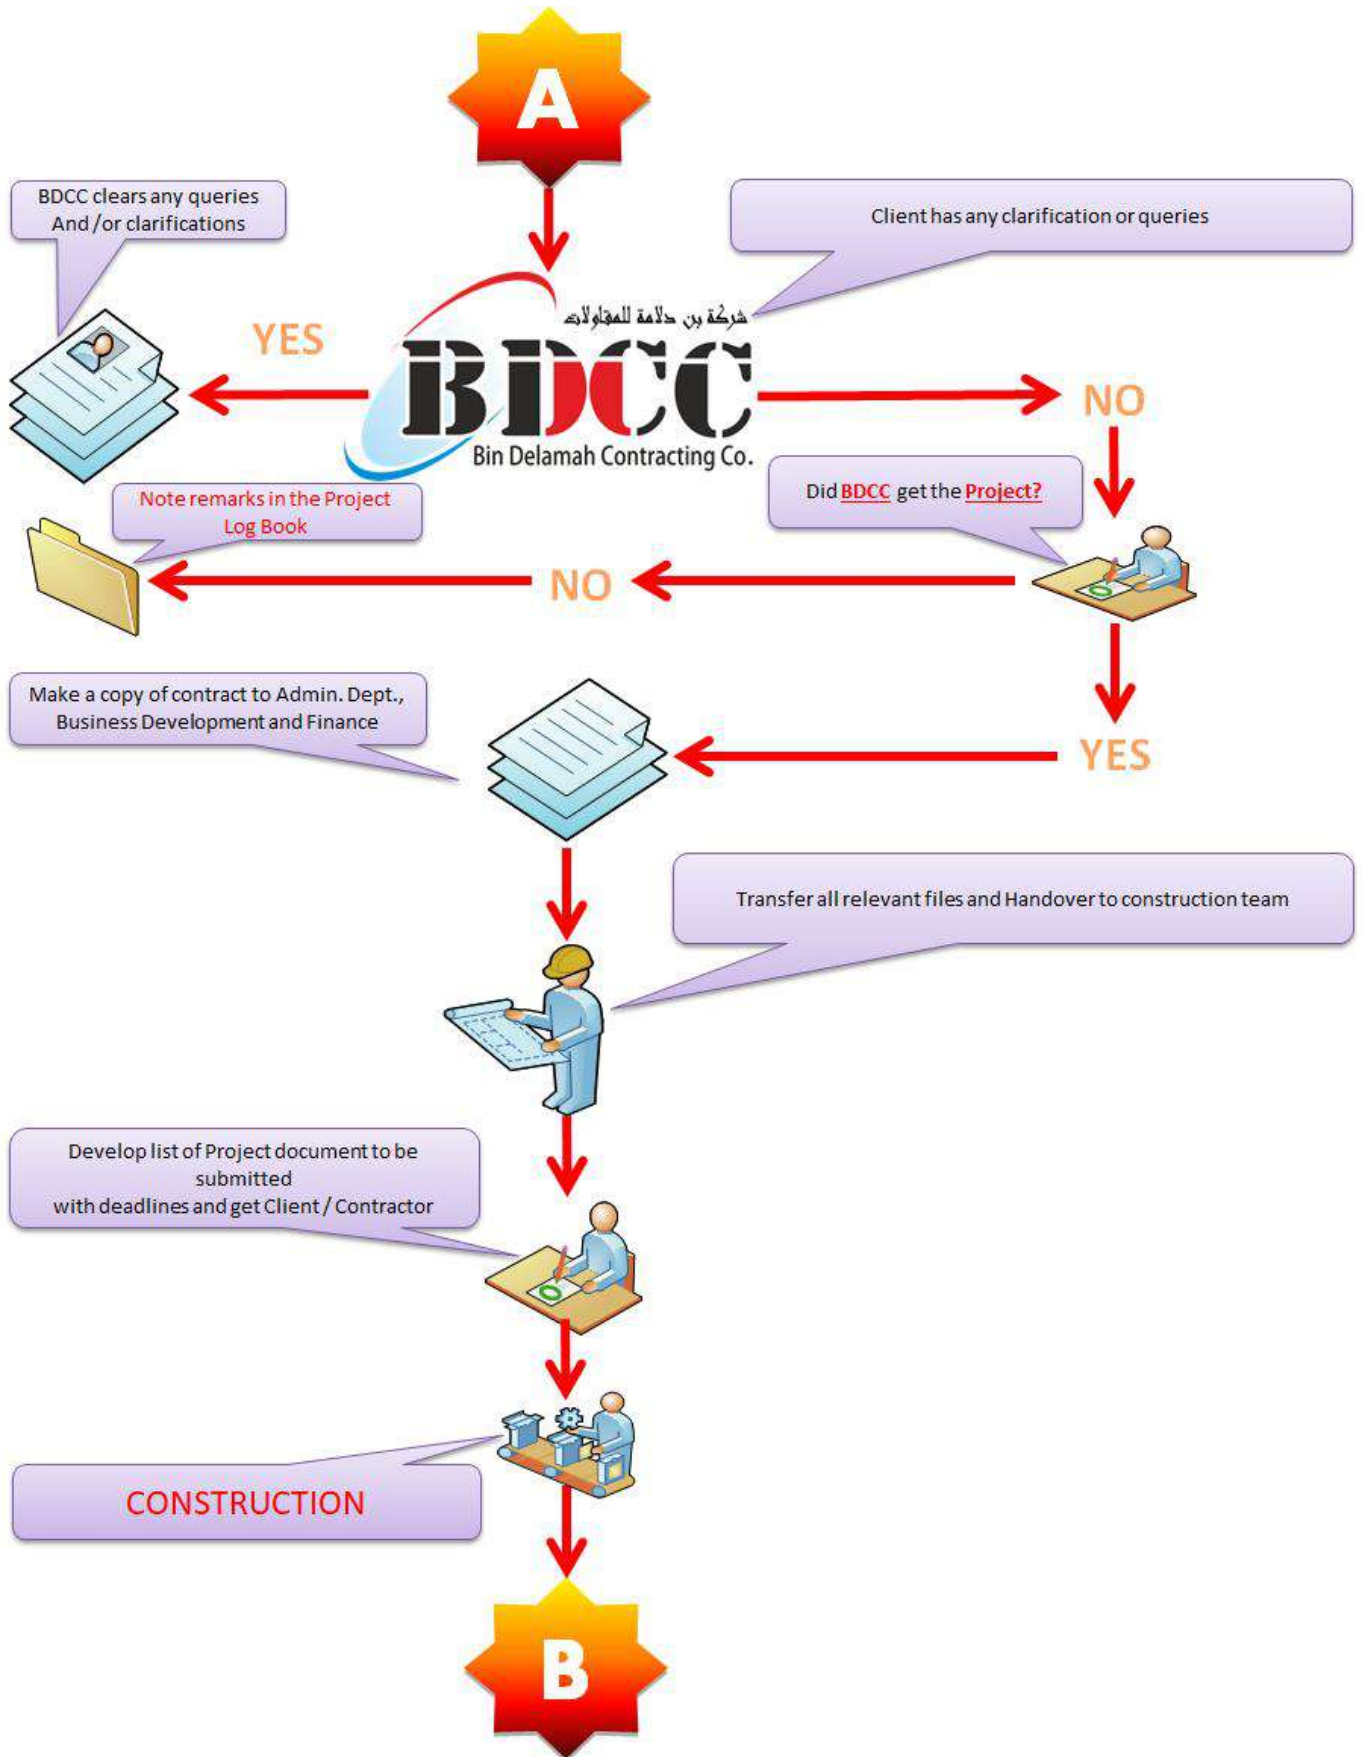 A
BDCC clears any queries
And /or clarifications
Client has any clarification or queries
YES
شركة بن دلامة للمقاولات
BDCC
Bin Delamah Contracting Co.
NO
Note remarks in the Project
Log Book
Did BDCC get the Project?
NO
Make a copy of contract to Admin. Dept.,
Business Development and Finance
YES
Transfer all relevant files and Handover to construction team
Develop list of Project document to be
submitted
with deadlines and get Client / Contractor
CONSTRUCTION
B